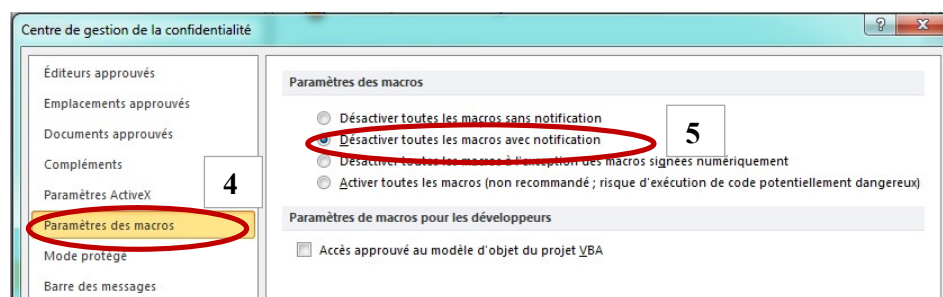 Centre de gestion de la confidentialité
Éditeurs approuvés
Emplacements approuvés
Documents approuvés
Compléments
Paramètres ActiveX
4
Paramètres des macros
Mode protégé
Barre des messages
Paramètres des macros
Désactiver toutes les macros sans notification
Désactiver toutes les macros avec notification
5
Désactiver toutes les macros à l'exception des macros signées numériquement
Activer toutes les macros (non recommandé ; risque d'exécution de code potentiellement dangereux)
Paramètres de macros pour les développeurs
Accès approuvé au modèle d'objet du projet VBA